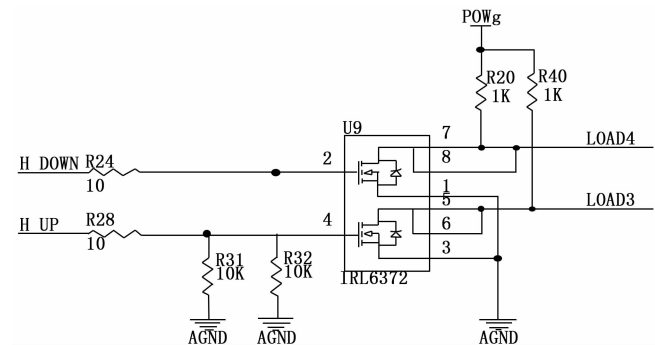 POWg
R20
1K
R40
1K
U9
7
LOAD4
8
2
H DOWN
R24
10
1
5
LOAD3
H UP
R28
10
4
6
3
R31
10K
R32
10K
IRL6372
AGND
AGND
AGND